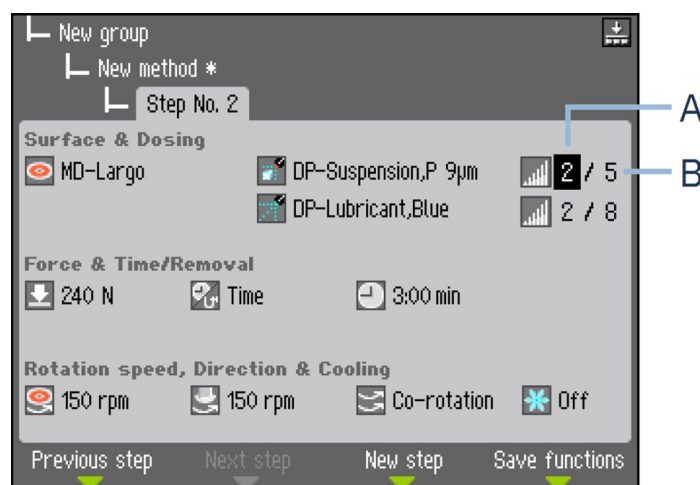 New group
New method *
Step No. 2
A
Surface & Dosing
MD-Largo DP-Suspension,P 9µm 2 / 5 B
DP-Lubricant,Blue 2 / 8
Force & Time/Removal
240 N Time 3:00 min
Rotation speed, Direction & Cooling
150 rpm 150 rpm Co-rotation Off
Previous step Next step New step Save functions